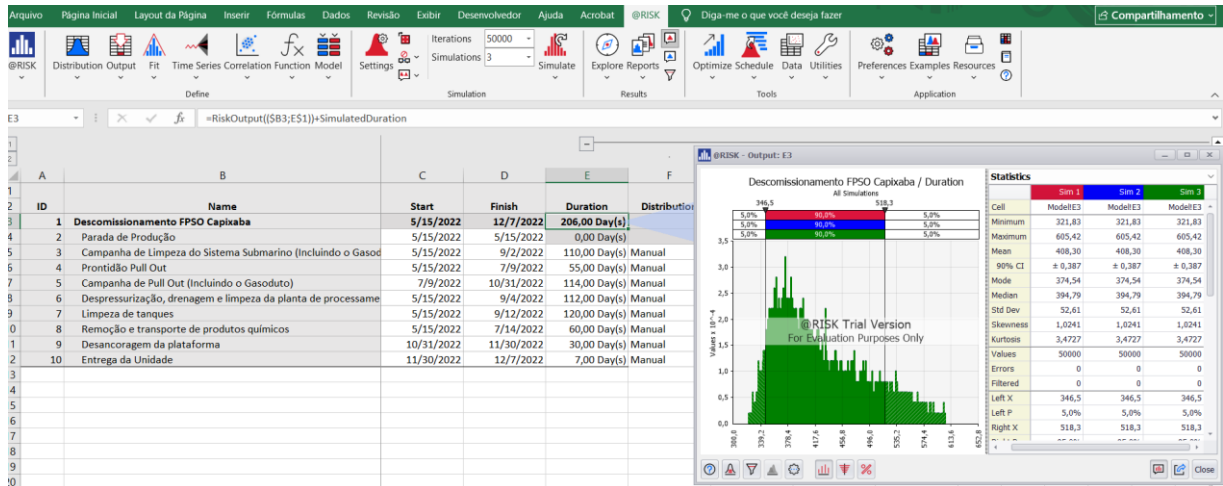 Arquivo Página Inicial Layout da Página Inserir Fórmulas Dados Revisão Exibir Desenvolvedor Ajuda Acrobat @RISK Diga-me o que você deseja fazer Compartilhamento
Iterations 50000
Simulations 3
@RISK Distribution Output Fit Time Series Correlation Function Model Settings Simulate Explore Reports Optimize Schedule Data Utilities Preferences Examples Resources
Define Simulation Results Tools Application
E3 fx =RiskOutput(($B3;E$1))+SimulatedDuration
A B C D E F
ID Name Start Finish Duration Distribution
1 Descomissionamento FPSO Capixaba 5/15/2022 12/7/2022 206,00 Day(s)
2 Parada de Produção 5/15/2022 5/15/2022 0,00 Day(s)
3 Campanha de Limpeza do Sistema Submarino (Incluindo o Gasod 5/15/2022 9/2/2022 110,00 Day(s) Manual
4 Prontidão Pull Out 5/15/2022 7/9/2022 55,00 Day(s) Manual
5 Campanha de Pull Out (Incluindo o Gasoduto) 7/9/2022 10/31/2022 114,00 Day(s) Manual
6 Despressurização, drenagem e limpeza da planta de processame 5/15/2022 9/4/2022 112,00 Day(s) Manual
7 Limpeza de tanques 5/15/2022 9/12/2022 120,00 Day(s) Manual
8 Remoção e transporte de produtos químicos 5/15/2022 7/14/2022 60,00 Day(s) Manual
9 Desancoragem da plataforma 10/31/2022 11/30/2022 30,00 Day(s) Manual
10 Entrega da Unidade 11/30/2022 12/7/2022 7,00 Day(s) Manual
@RISK - Output: E3
Descomissionamento FPSO Capixaba / Duration
All Simulations
346,5 518,3
5,0% 90,0% 5,0%
5,0% 90,0% 5,0%
5,0% 90,0% 5,0%
3,5
3,0
2,5
2,0
1,5
1,0
0,5
0,0
Values x 10^-4
@RISK Trial Version
For Evaluation Purposes Only
300,0 339,2 378,4 417,6 456,8 496,0 535,2 574,4 613,6 652,8
Statistics
Sim 1 Sim 2 Sim 3
Cell Model!E3 Model!E3 Model!E3
Minimum 321,83 321,83 321,83
Maximum 605,42 605,42 605,42
Mean 408,30 408,30 408,30
90% CI ± 0,387 ± 0,387 ± 0,387
Mode 374,54 374,54 374,54
Median 394,79 394,79 394,79
Std Dev 52,61 52,61 52,61
Skewness 1,0241 1,0241 1,0241
Kurtosis 3,4727 3,4727 3,4727
Values 50000 50000 50000
Errors 0 0 0
Filtered 0 0 0
Left X 346,5 346,5 346,5
Left P 5,0% 5,0% 5,0%
Right X 518,3 518,3 518,3
Close